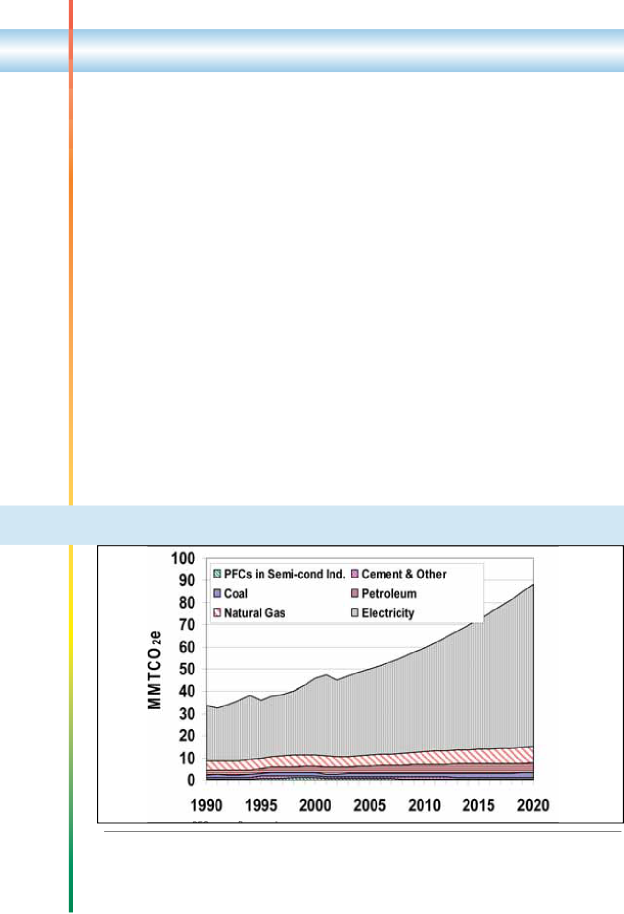 100
90
80
70
60
50
40
30
20
10
0
MMTCO2e
PFCs in Semi-cond Ind. Cement & Other
Coal Petroleum
Natural Gas Electricity
1990 1995 2000 2005 2010 2015 2020